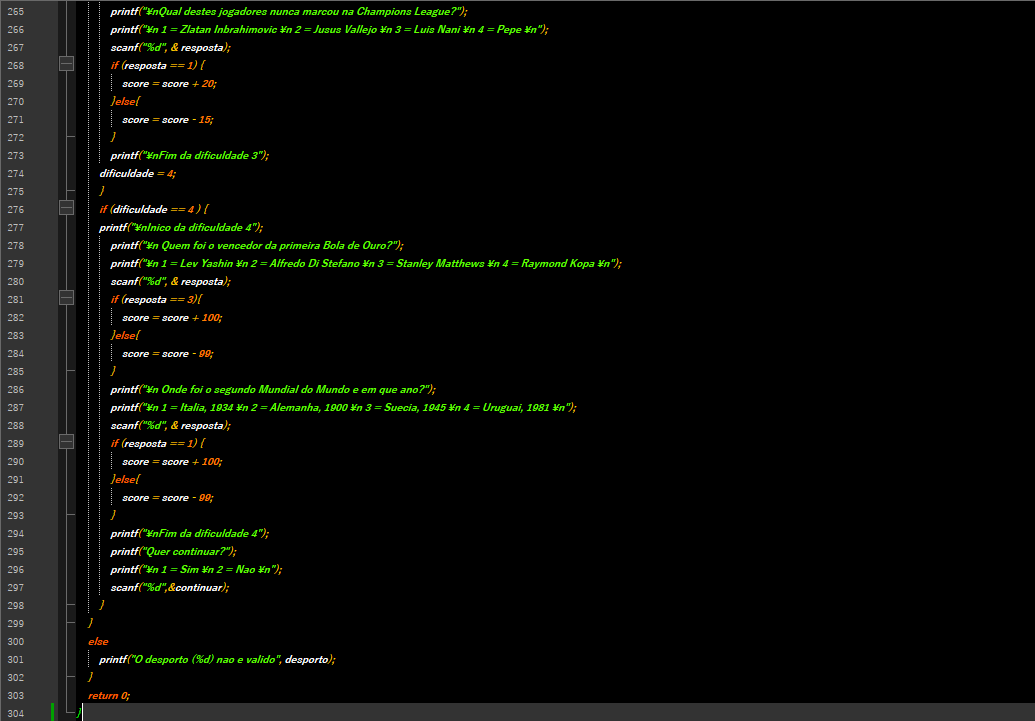 265 printf("¥nQual destes jogadores nunca marcou na Champions League?");
266 printf("¥n 1 = Zlatan Inbrahimovic ¥n 2 = Jusus Vallejo ¥n 3 = Luis Nani ¥n 4 = Pepe ¥n");
267 scanf("%d", & resposta);
268 if (resposta == 1) {
269 score = score + 20;
270 }else{
271 score = score - 15;
272 }
273 printf("¥nFim da dificuldade 3");
274 dificuldade = 4;
275 }
276 if (dificuldade == 4 ) {
277 printf("¥nInico da dificuldade 4");
278 printf("¥n Quem foi o vencedor da primeira Bola de Ouro?");
279 printf("¥n 1 = Lev Yashin ¥n 2 = Alfredo Di Stefano ¥n 3 = Stanley Matthews ¥n 4 = Raymond Kopa ¥n");
280 scanf("%d", & resposta);
281 if (resposta == 3){
282 score = score + 100;
283 }else{
284 score = score - 99;
285 }
286 printf("¥n Onde foi o segundo Mundial do Mundo e em que ano?");
287 printf("¥n 1 = Italia, 1934 ¥n 2 = Alemanha, 1900 ¥n 3 = Suecia, 1945 ¥n 4 = Uruguai, 1981 ¥n");
288 scanf("%d", & resposta);
289 if (resposta == 1) {
290 score = score + 100;
291 }else{
292 score = score - 99;
293 }
294 printf("¥nFim da dificuldade 4");
295 printf("Quer continuar?");
296 printf("¥n 1 = Sim ¥n 2 = Nao ¥n");
297 scanf("%d",&continuar);
298 }
299 }
300 else
301 printf("O desporto (%d) nao e valido", desporto);
302 }
303 return 0;
304 }